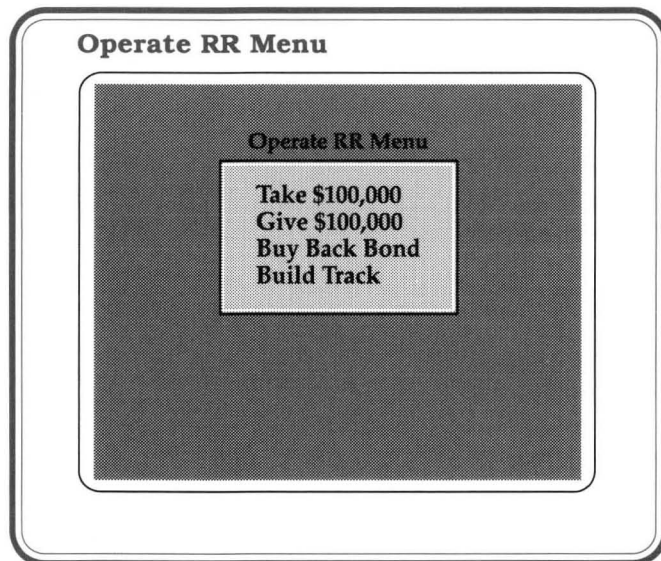 Operate RR Menu
Operate RR Menu
Take $100,000
Give $100,000
Buy Back Bond
Build Track